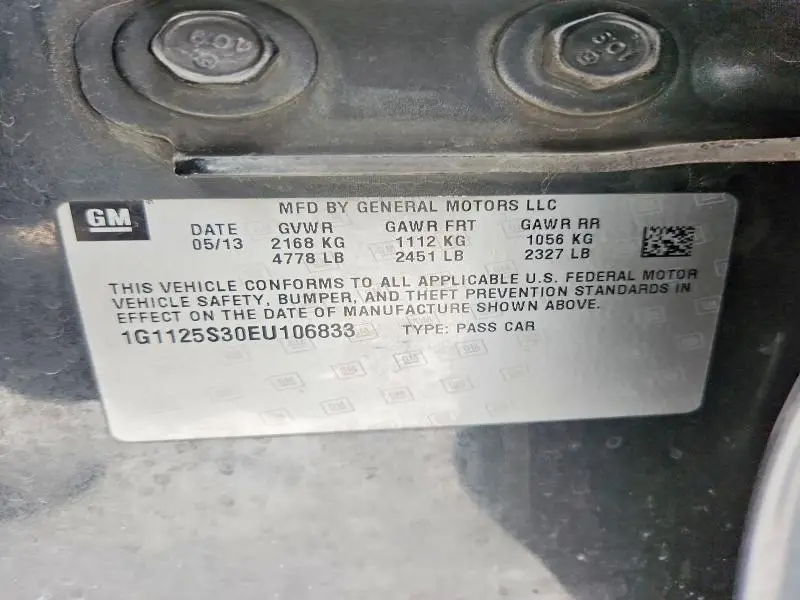 GM
MFD BY GENERAL MOTORS LLC
DATE GVWR GAWR FRT GAWR RR
05/13 2168 KG 1112 KG 1056 KG
4778 LB 2451 LB 2327 LB
THIS VEHICLE CONFORMS TO ALL APPLICABLE U.S. FEDERAL MOTOR
VEHICLE SAFETY, BUMPER, AND THEFT PREVENTION STANDARDS IN
EFFECT ON THE DATE OF MANUFACTURE SHOWN ABOVE.
1G1125S30EU106833 TYPE: PASS CAR